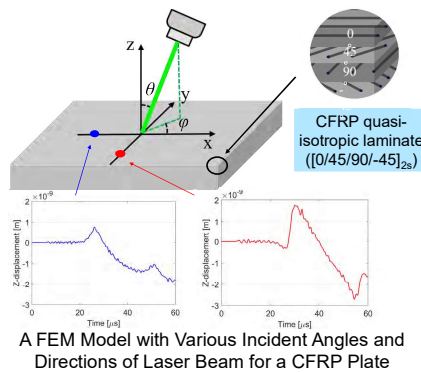 z
θ
y
φ
x
0
45
90
CFRP quasi-
isotropic laminate
([0/45/90/-45]2s)
×10-9
Z-displacement [m]
2
1
0
-1
-2
-3
0
20
40
60
Time [μs]
×10-9
Z-displacement [m]
2
1
0
-1
-2
-3
0
20
40
60
Time [μs]
A FEM Model with Various Incident Angles and
Directions of Laser Beam for a CFRP Plate